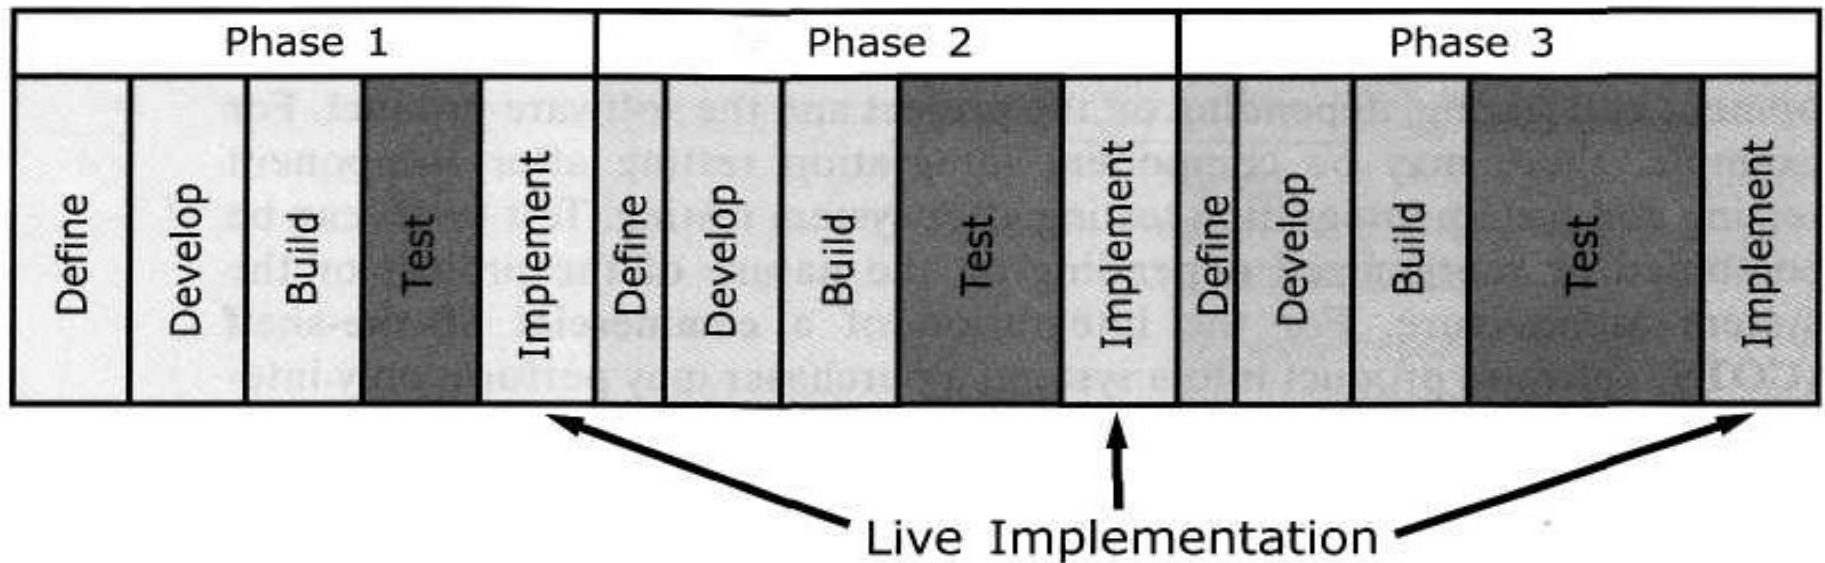 Phase 1 Phase 2 Phase 3
Define Develop Build Test Implement Define Develop Build Test Implement Define Develop Build Test Implement
Live Implementation